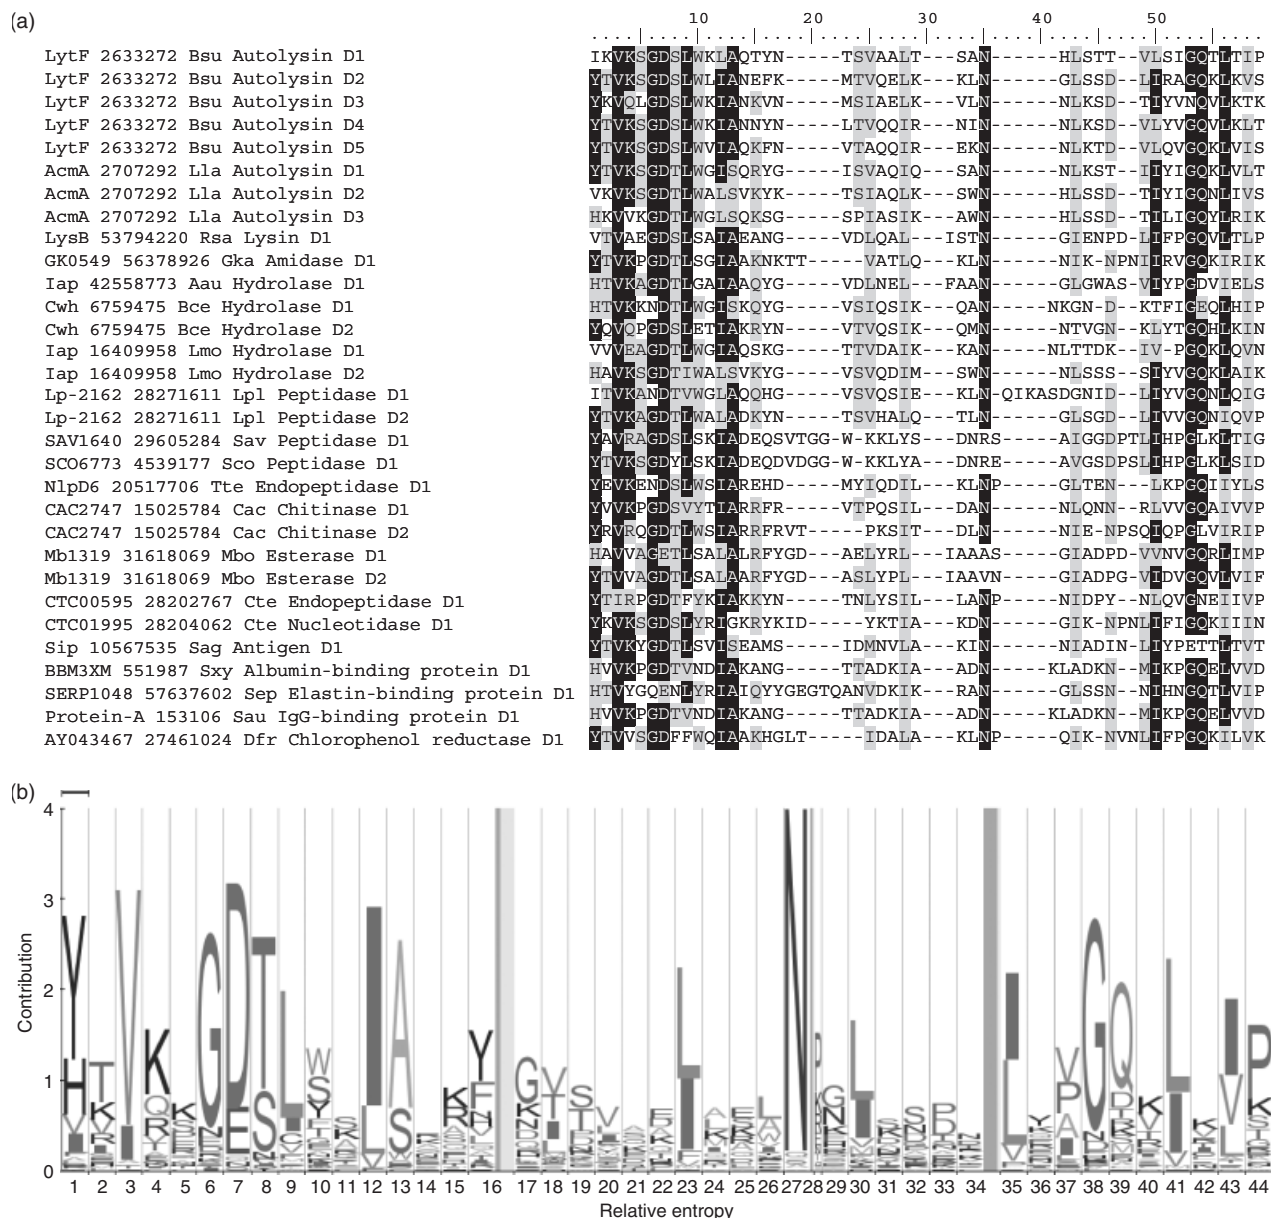 (a)
10 20 30 40 50
LytF 2633272 Bsu Autolysin D1 IKVKSGDSLWKLAQTYN-----TSVAALT---SAN------HLSTT--VLSIGQTLTIP
LytF 2633272 Bsu Autolysin D2 YTVKSGDSLWLIANEFK-----MTVQELK---KLN------GLSSD--LIRAGQKLKVS
LytF 2633272 Bsu Autolysin D3 YKVQLGDSLWKIANKVN-----MSIAELK---VLN------NLKSD--TIYVNQVLKTK
LytF 2633272 Bsu Autolysin D4 YTVKSGDSLWKIANNYN-----LTVQQIR---NIN------NLKSD--VLYVGQVLKLT
LytF 2633272 Bsu Autolysin D5 YTVKSGDSLWVIAQKFN-----VTAQQIR---EKN------NLKTD--VLQVGQKLVIS
AcmA 2707292 Lla Autolysin D1 YTVKSGDTLWGISQRYG-----ISVAQIQ---SAN------NLKST--IIYIGQKLVLT
AcmA 2707292 Lla Autolysin D2 VKVKSGDTLWALSVKYK-----TSIAQLK---SWN------HLSSD--TIYIGQNLIVS
AcmA 2707292 Lla Autolysin D3 HKVVKGDTLWGLSQKSG-----SPIASIK---AWN------HLSSD--TILIGQYLRIK
LysB 53794220 Rsa Lysin D1 VTVAEGDSLSAIAEANG-----VDLQAL---ISTN------GIENPD-LIFPGQVLTLP
GK0549 56378926 Gka Amidase D1 YTVKPGDTLSGIAAKNKTT-----VATLQ---KLN------NIK-NPNIIRVGQKIRIK
Iap 42558773 Aau Hydrolase D1 HTVKAGDTLGAIAAQYG-----VDLNEL---FAAN------GLGWAS-VIYPGDVIELS
Cwh 6759475 Bce Hydrolase D1 HTVKKNDTLWGISKQYG-----VSIQSIK---QAN-----NKGN-D--KTFIGEQLHIP
Cwh 6759475 Bce Hydrolase D2 YQVQPGDSLETIAKRYN-----VTVQSIK---QMN------NTVGN--KLYTGQHLKIN
Iap 16409958 Lmo Hydrolase D1 VVVEAGDTLWGIAQSKG-----TTVDAIK---KAN-----NLTTDK--IV-PGQKLQVN
Iap 16409958 Lmo Hydrolase D2 HAVKSGDTIWALSVKYG-----VSVQDIM---SWN------NLSSS--SIYVGQKLAIK
Lp-2162 28271611 Lpl Peptidase D1 ITVKANDTVWGLAQQHG-----VSVQSIE---KLN-QIKASDGNID--LIYVGQNLQIG
Lp-2162 28271611 Lpl Peptidase D2 YTVKAGDTLWALADKYN-----TSVHALQ---TLN------GLSGD--LIVVGQNIQVP
SAV1640 29605284 Sav Peptidase D1 YAVRAGDSLSKIADEQSVTGG-W-KKLYS---DNRS-----AIGGDPTLIHPGLKLTIG
SCO6773 4539177 Sco Peptidase D1 YTVKSGDYLSKIADEQDVDGG-W-KKLYA---DNRE-----AVGSDPSLIHPGLKLSID
NlpD6 20517706 Tte Endopeptidase D1 YEVKENDSLWSIAREHD-----MYIQDIL---KLNP-----GLTEN---LKPGQIIYLS
CAC2747 15025784 Cac Chitinase D1 YVVKPGDSVYTIARRFR-----VTPQSIL---DAN------NLQNN--RLVVGQAIVVP
CAC2747 15025784 Cac Chitinase D2 YRVRQGDTLWSIARRFRVT-----PKSIT---DLN------NIE-NPSQIQPGLVIRIP
Mb1319 31618069 Mbo Esterase D1 HAVVAGETLSALALRFYGD----AELYRL---IAAAS----GIADPD-VVNVGQRLIMP
Mb1319 31618069 Mbo Esterase D2 YTVVAGDTLSALAARFYGD----ASLYPL---IAAVN----GIADPG-VIDVGQVLVIF
CTC00595 28202767 Cte Endopeptidase D1 YTIRPGDTFYKIAKKYN-----TNLYSIL---LANP-----NIDPY--NLQVGNEIIVP
CTC01995 28204062 Cte Nucleotidase D1 YKVKSGDSLYRIGKRYKID-----YKTIA---KDN------GIK-NPNLIFIGQKIIIN
Sip 10567535 Sag Antigen D1 YTVKYGDTLSVISEAMS-----IDMNVLA---KIN------NIADIN-LIYPETTLTVT
BBM3XM 551987 Sxy Albumin-binding protein D1 HVVKPGDTVNDIAKANG-----TTADKIA---ADN-----KLADKN--MIKPGQELVVD
SERP1048 57637602 Sep Elastin-binding protein D1 HTVYGQENLYRIAIQYYGEGTQANVDKIK---RAN------GLSSN--NIHNGQTLVIP
Protein-A 153106 Sau IgG-binding protein D1 HVVKPGDTVNDIAKANG-----TTADKIA---ADN-----KLADKN--MIKPGQELVVD
AY043467 27461024 Dfr Chlorophenol reductase D1 YTVVSGDFFWQIAAKHGLT-----IDALA---KLNP-----QIK-NVNLIFPGQKILVK
(b)
4
3
2
1
0
Contribution
1 2 3 4 5 6 7 8 9 10 11 12 13 14 15 16 17 18 19 20 21 22 23 24 25 26 27 28 29 30 31 32 33 34 35 36 37 38 39 40 41 42 43 44
Relative entropy